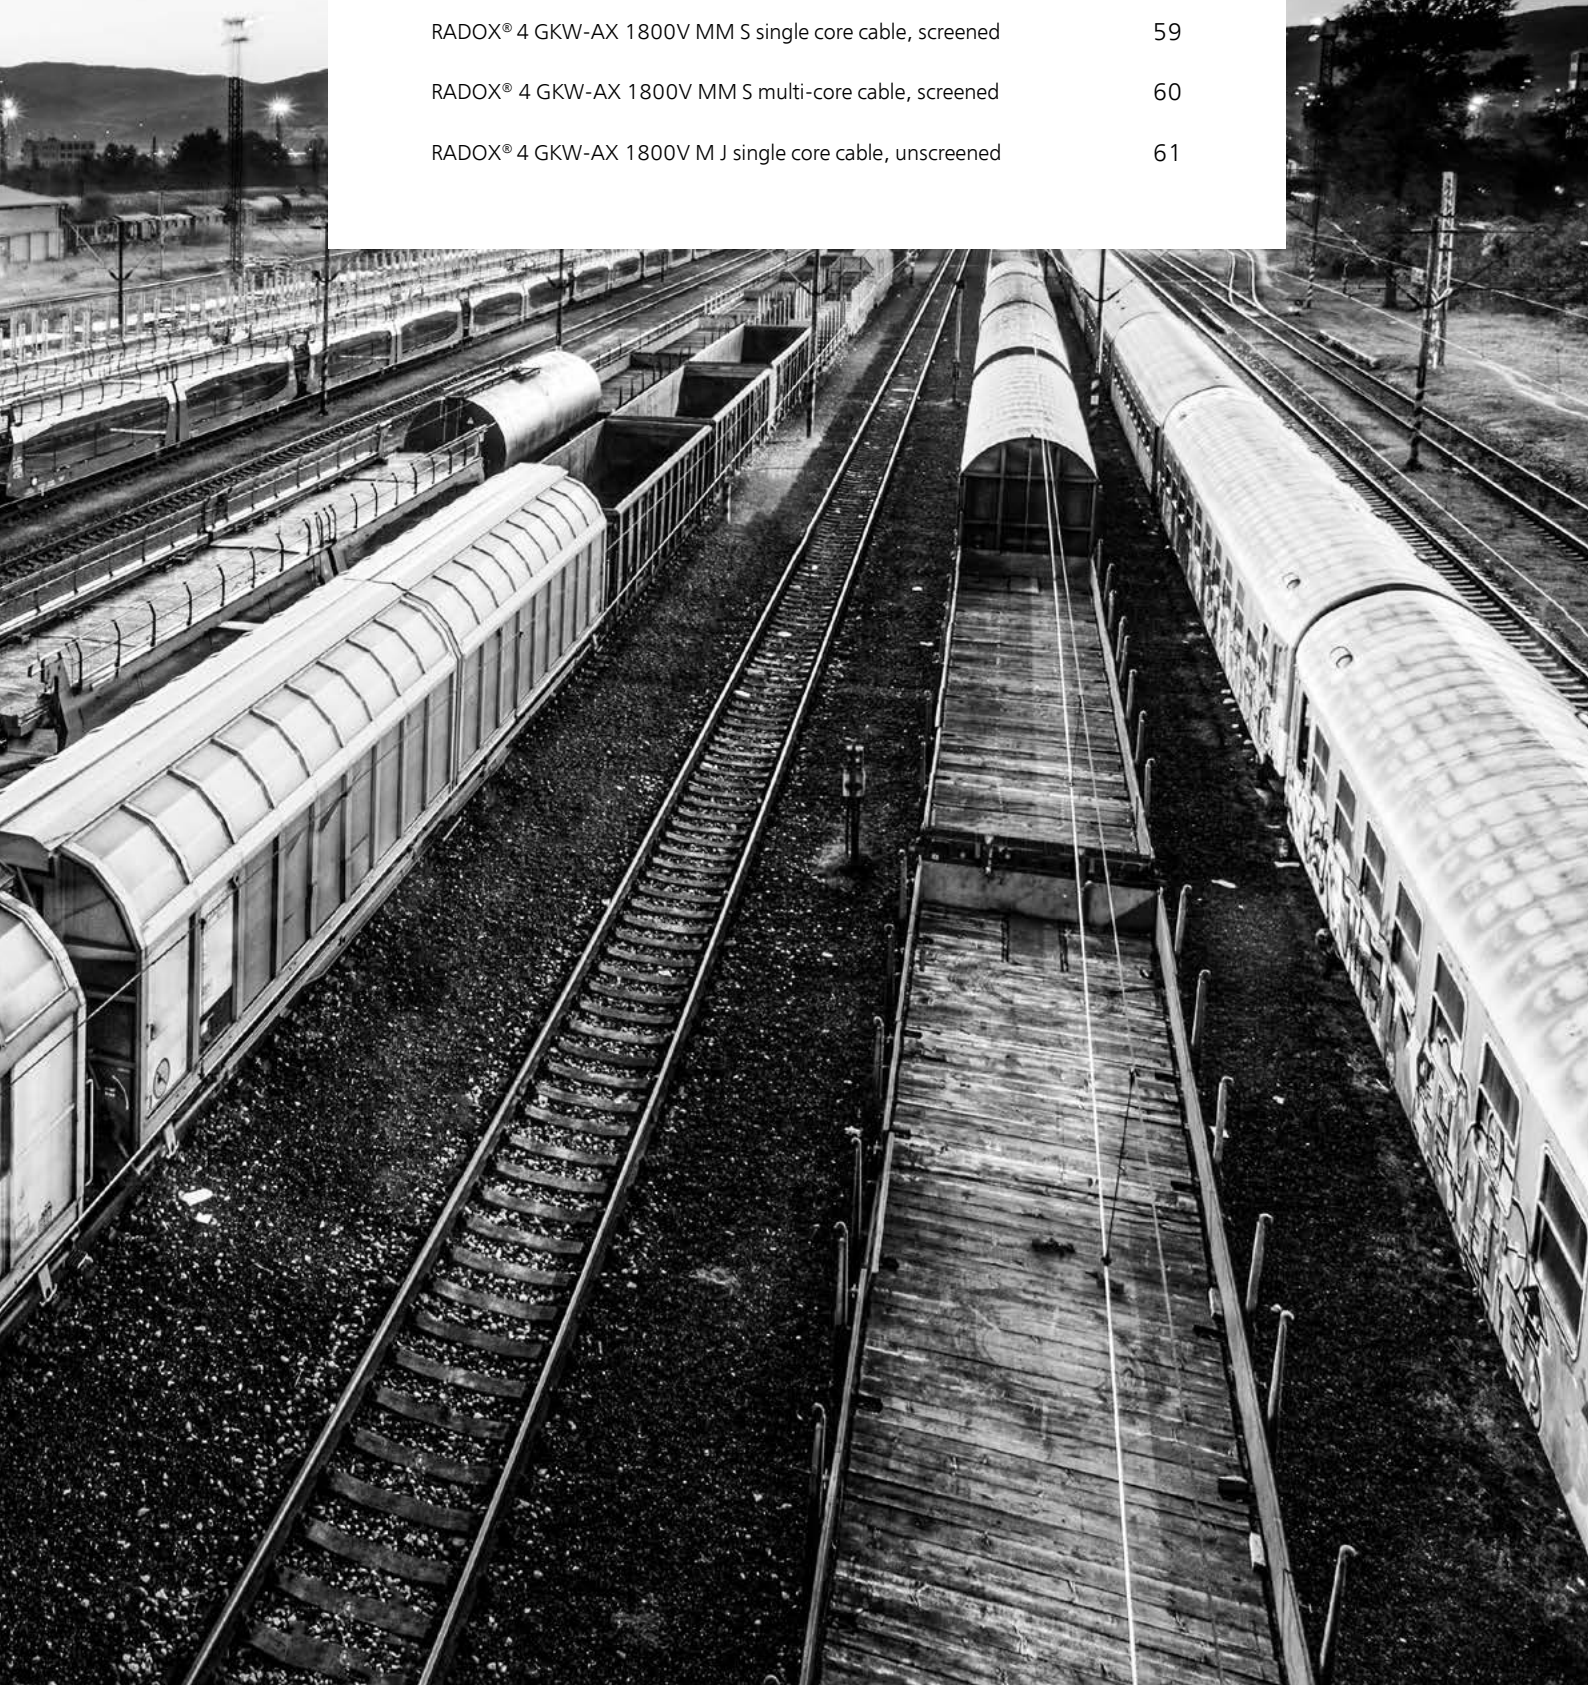 RADOX® 4 GKW-AX 1800V MM S single core cable, screened 59
RADOX® 4 GKW-AX 1800V MM S multi-core cable, screened 60
RADOX® 4 GKW-AX 1800V M J single core cable, unscreened 61